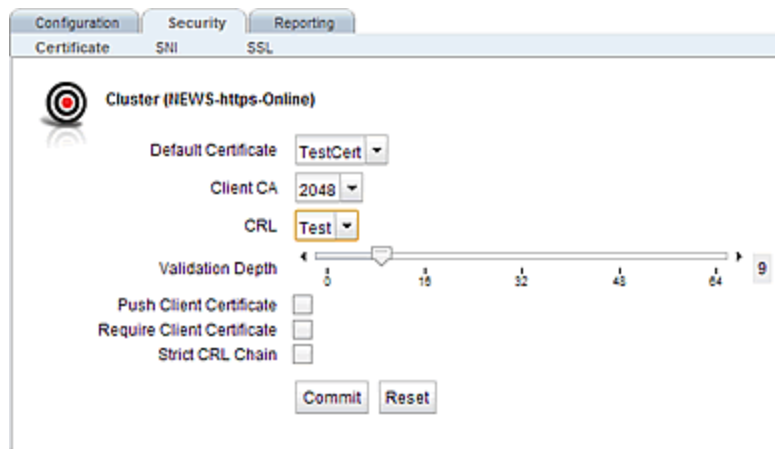 Configuration Security Reporting
Certificate SNI SSL
Cluster (NEWS-https-Online)
Default Certificate TestCert
Client CA 2048
CRL Test
Validation Depth 9
0 16 32 48 64
Push Client Certificate
Require Client Certificate
Strict CRL Chain
Commit Reset